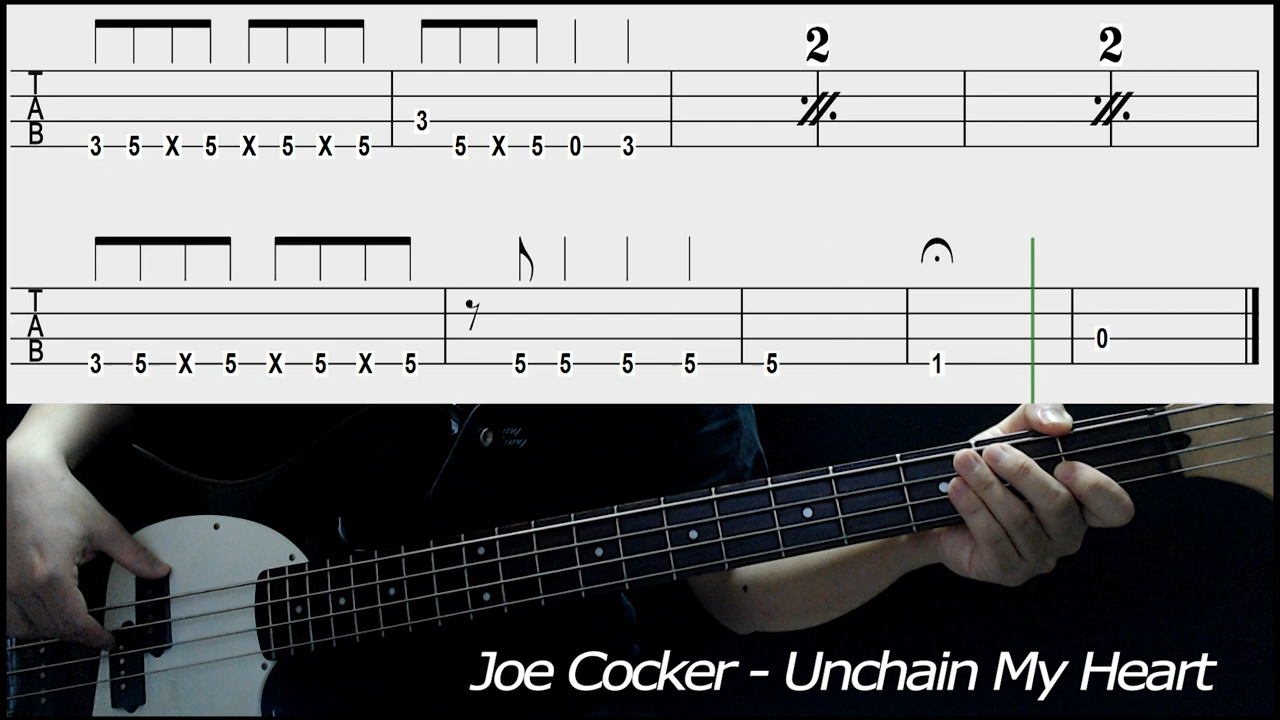 2 2
T
A 3
B 3 5 X 5 X 5 X 5 5 X 5 0 3
T
A 0
B 3 5 X 5 X 5 X 5 5 5 5 5 5 1
Joe Cocker - Unchain My Heart